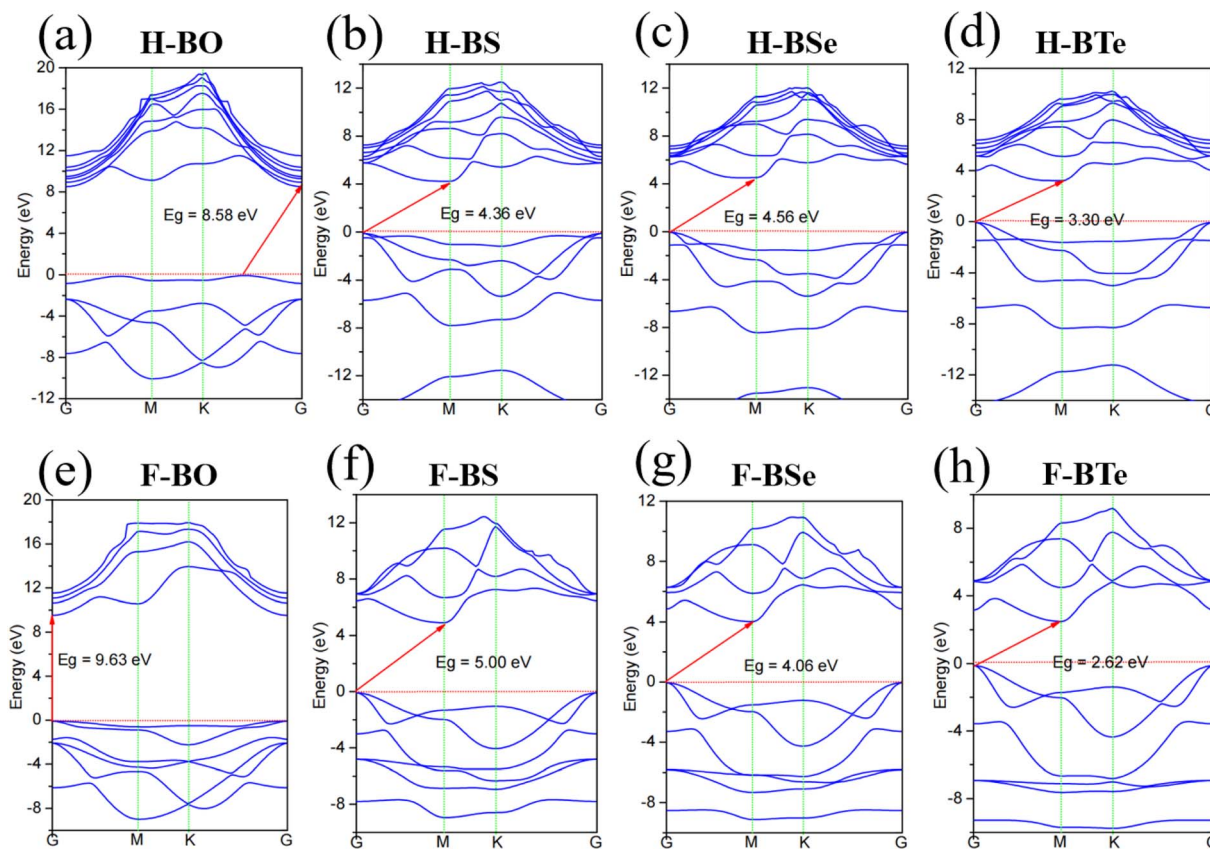 (a) H-BO
20
16
12
8
4
0
-4
-8
-12
Energy (eV)
Eg = 8.58 eV
G M K G
(b) H-BS
12
8
4
0
-4
-8
-12
Energy (eV)
Eg = 4.36 eV
G M K G
(c) H-BSe
12
8
4
0
-4
-8
-12
Energy (eV)
Eg = 4.56 eV
G M K G
(d) H-BTe
12
8
4
0
-4
-8
-12
Energy (eV)
Eg = 3.30 eV
G M K G
(e) F-BO
20
16
12
8
4
0
-4
-8
Energy (eV)
Eg = 9.63 eV
G M K G
(f) F-BS
12
8
4
0
-4
-8
Energy (eV)
Eg = 5.00 eV
G M K G
(g) F-BSe
12
8
4
0
-4
-8
Energy (eV)
Eg = 4.06 eV
G M K G
(h) F-BTe
8
4
0
-4
-8
Energy (eV)
Eg = 2.62 eV
G M K G